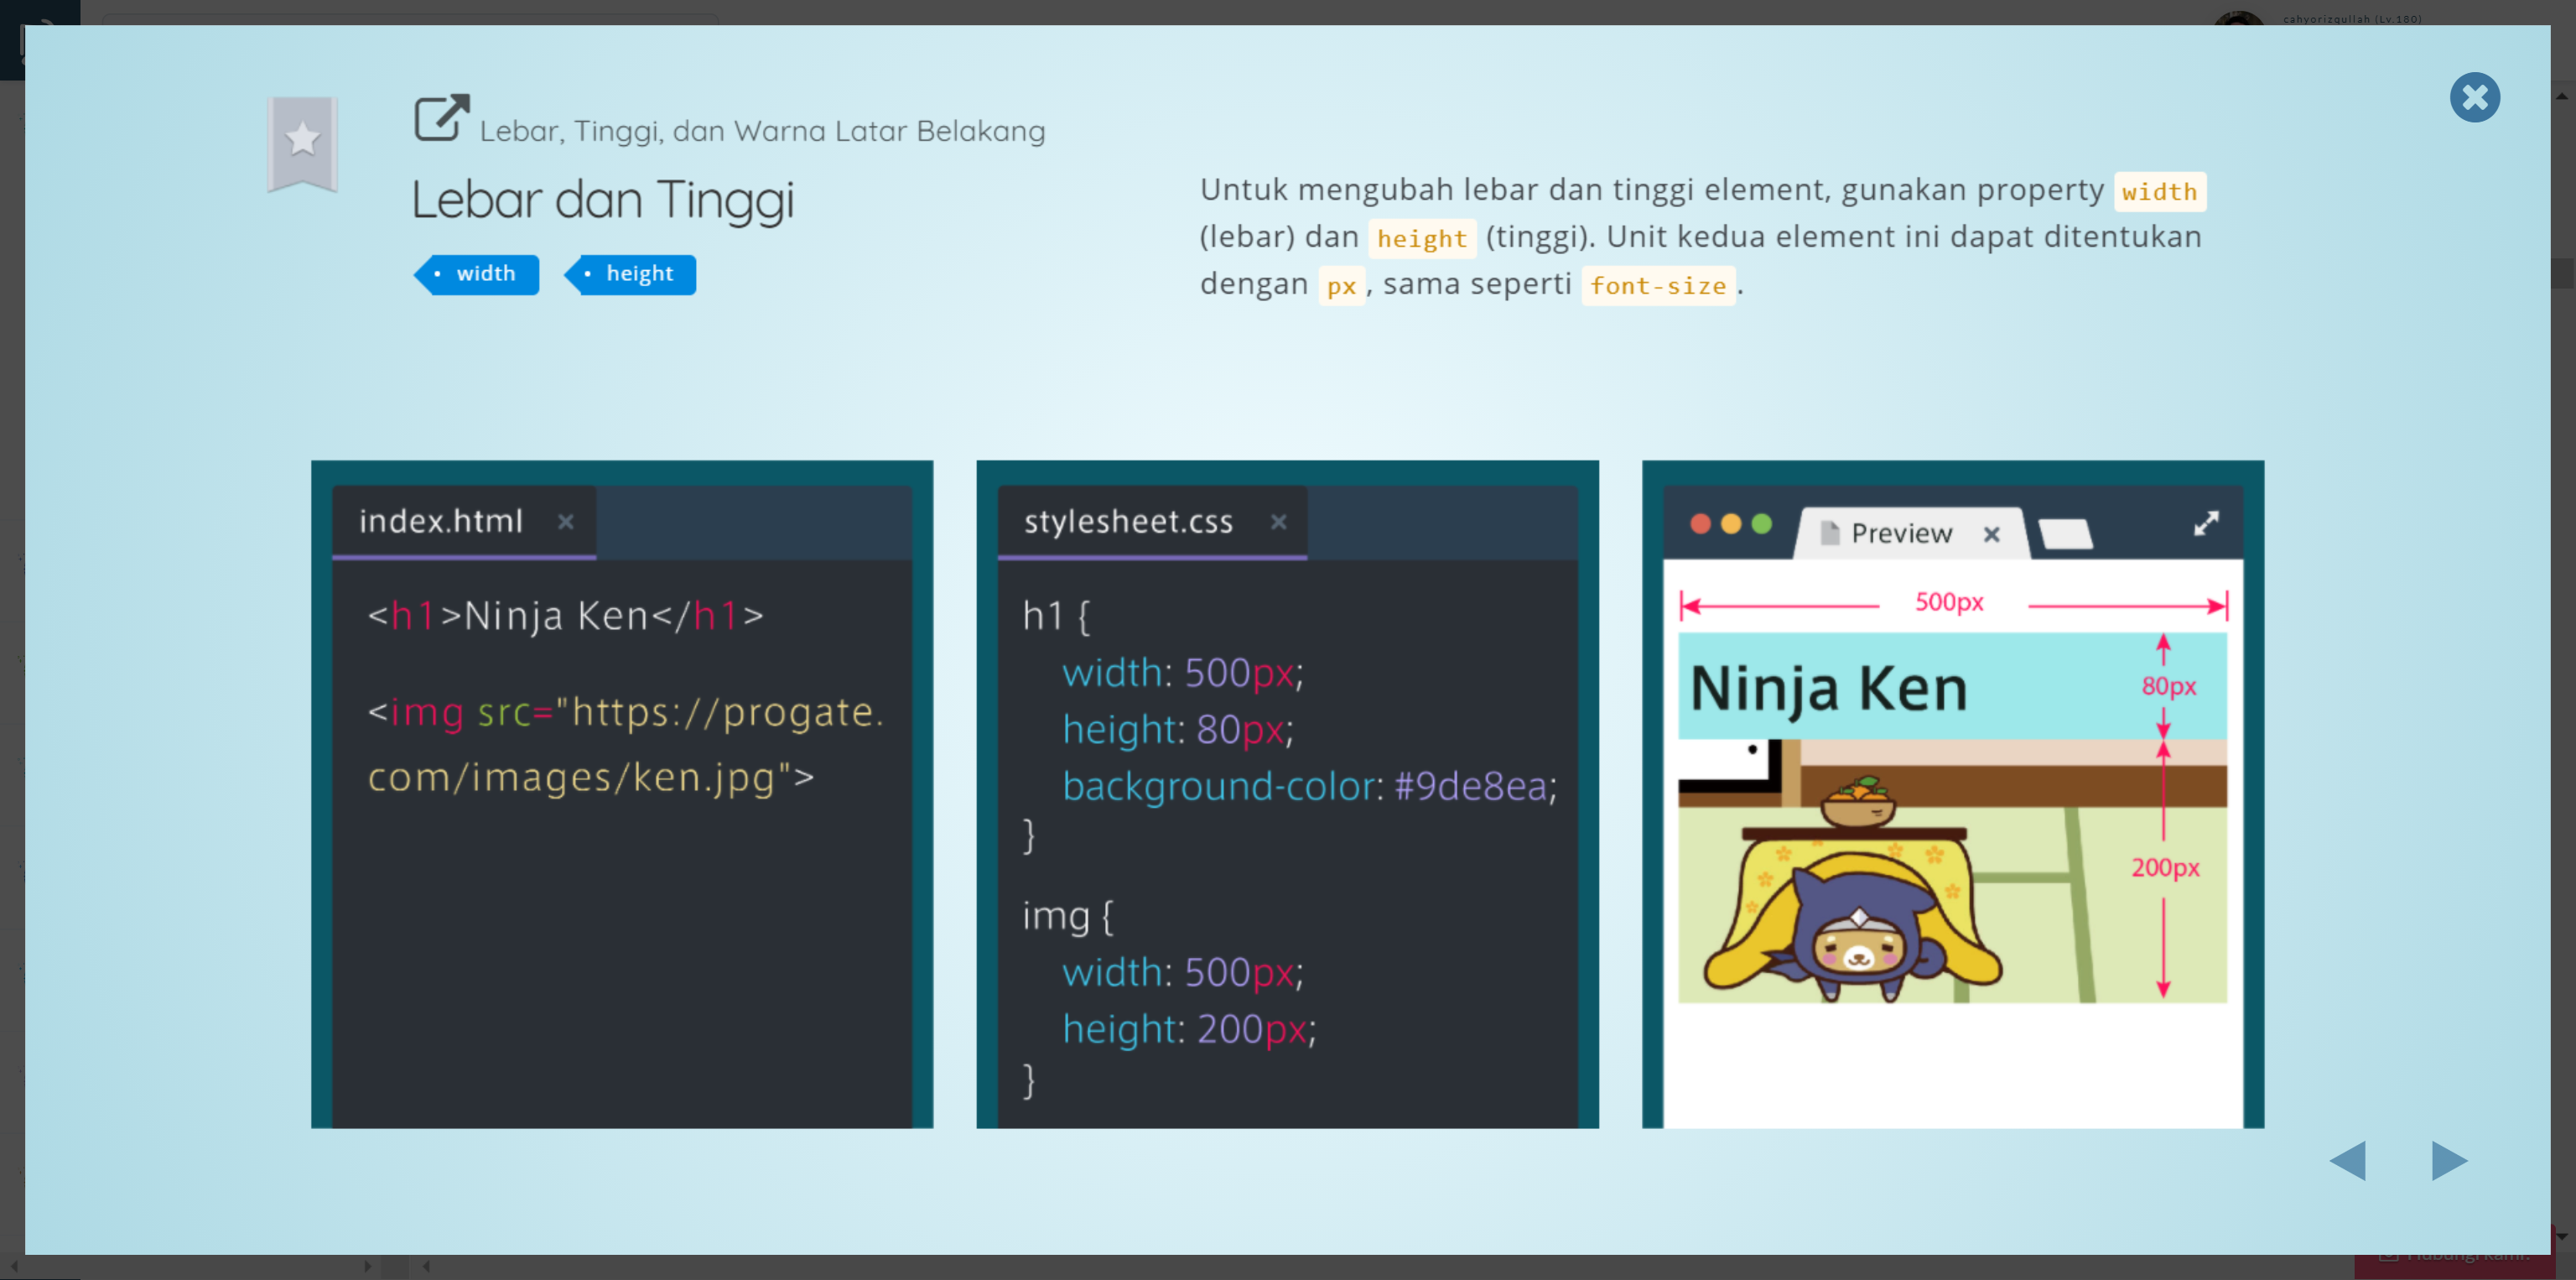 cahyorizqullah (Lv.180)
Lebar, Tinggi, dan Warna Latar Belakang
Lebar dan Tinggi
width height
Untuk mengubah lebar dan tinggi element, gunakan property width
(lebar) dan height (tinggi). Unit kedua element ini dapat ditentukan
dengan px, sama seperti font-size.
index.html
<h1>Ninja Ken</h1>
<img src="https://progate.
com/images/ken.jpg">
stylesheet.css
h1 {
width: 500px;
height: 80px;
background-color: #9de8ea;
}
img {
width: 500px;
height: 200px;
}
Preview
500px
Ninja Ken
80px
200px
Hubungi kami!